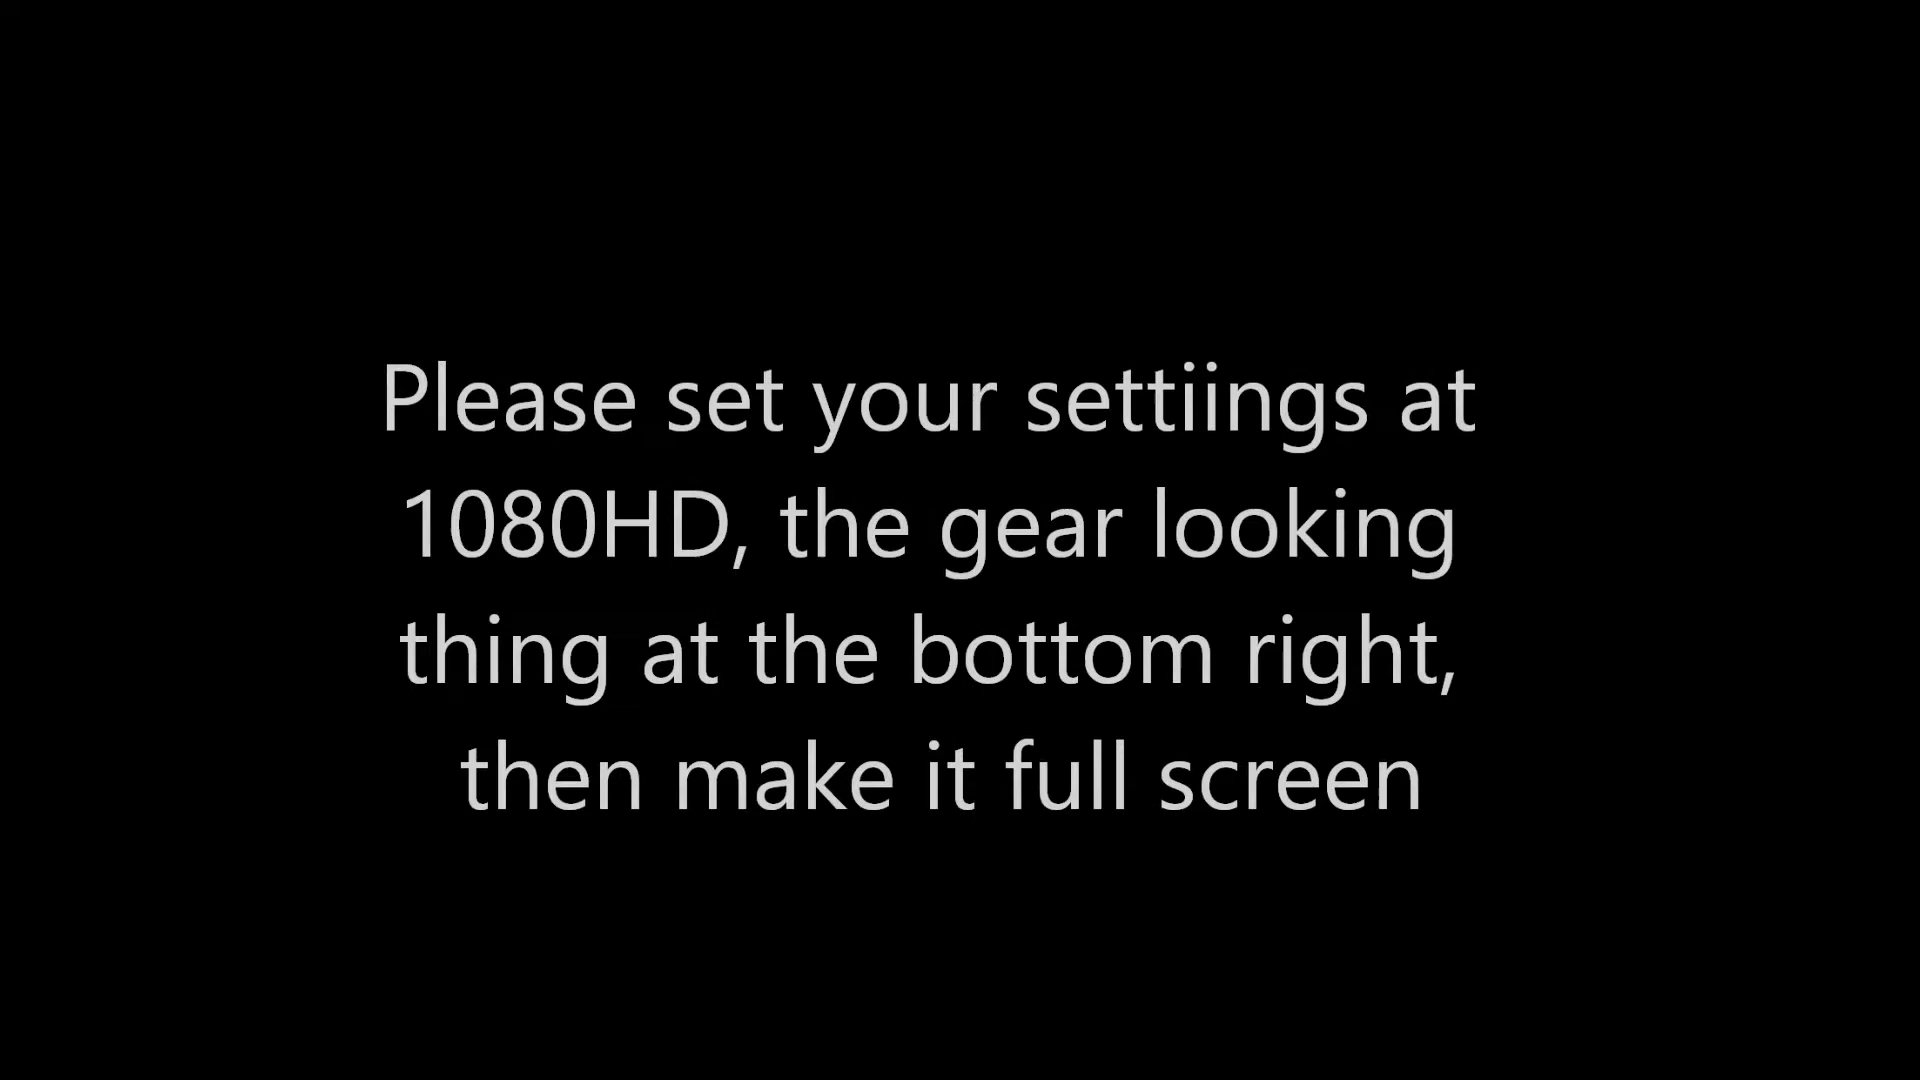 Please set your settiings at
1080HD, the gear looking
thing at the bottom right,
then make it full screen